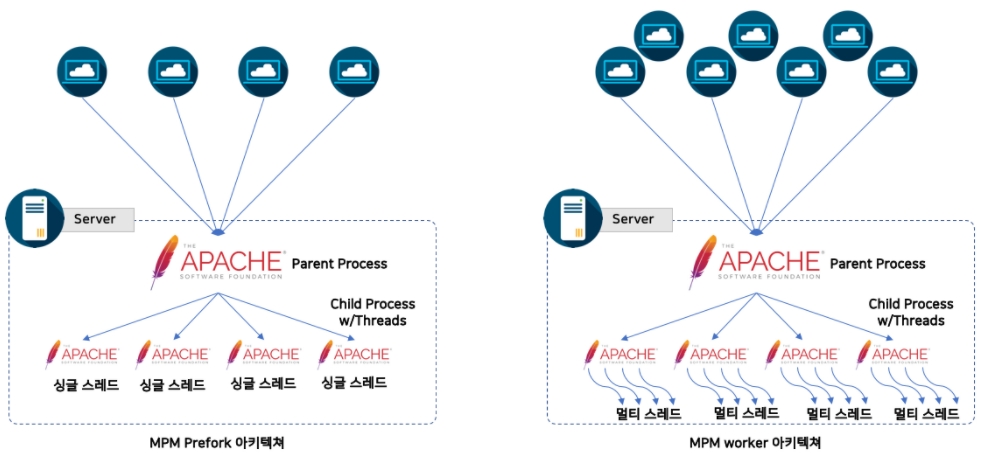 Server
THE
APACHE®
SOFTWARE FOUNDATION
Parent Process
Child Process
w/Threads
APACHE
APACHE
APACHE
APACHE
싱글 스레드
싱글 스레드
싱글 스레드
싱글 스레드
MPM Prefork 아키텍쳐
Server
THE
APACHE®
SOFTWARE FOUNDATION
Parent Process
Child Process
w/Threads
APACHE
APACHE
APACHE
APACHE
멀티 스레드
멀티 스레드
멀티 스레드
멀티 스레드
MPM worker 아키텍쳐